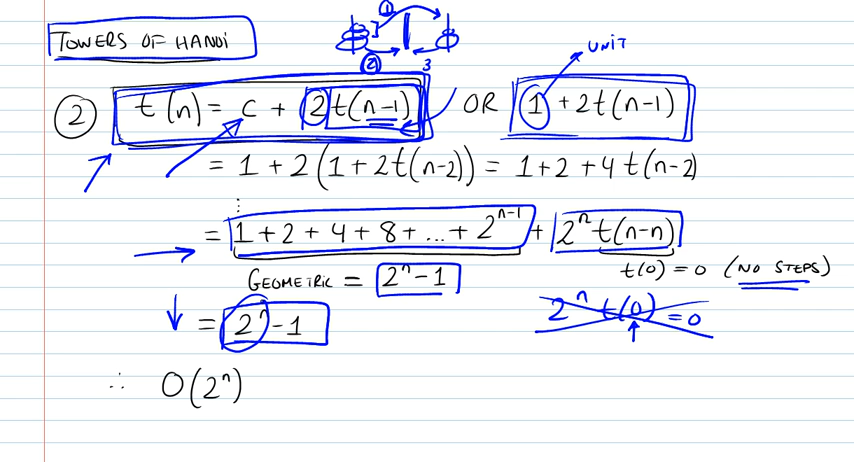 TOWERS OF HANOI
① ② 3
UNIT
② t(n) = C + 2t(n-1) OR 1 + 2t(n-1)
= 1 + 2(1 + 2t(n-2)) = 1+2+4t(n-2)
⋮
= 1 + 2 + 4 + 8 + ... + 2^{n-1} + 2^n t(n-n)
GEOMETRIC = 2^n - 1 t(0) = 0 (NO STEPS)
= 2^n - 1 2^n t(0) = 0
∴ O(2^n)